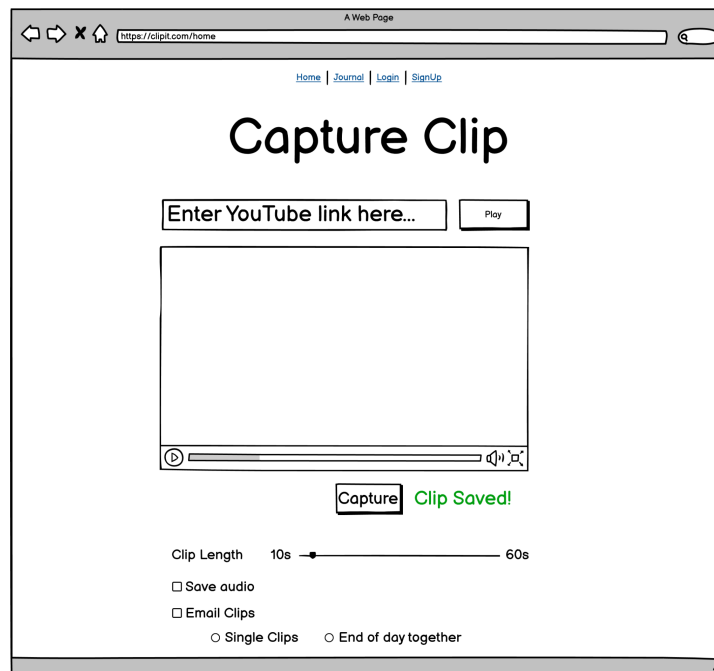 A Web Page
https://clipit.com/home
Home | Journal | Login | SignUp
Capture Clip
Enter YouTube link here...
Play
Capture Clip Saved!
Clip Length 10s 60s
Save audio
Email Clips
Single Clips End of day together